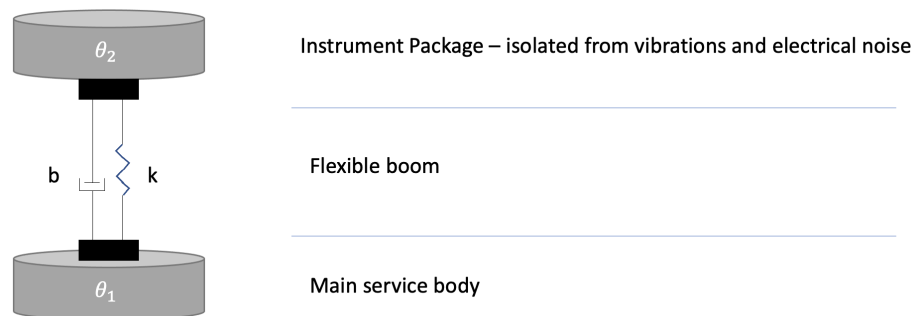 θ₂
Instrument Package – isolated from vibrations and electrical noise
b
k
Flexible boom
θ₁
Main service body